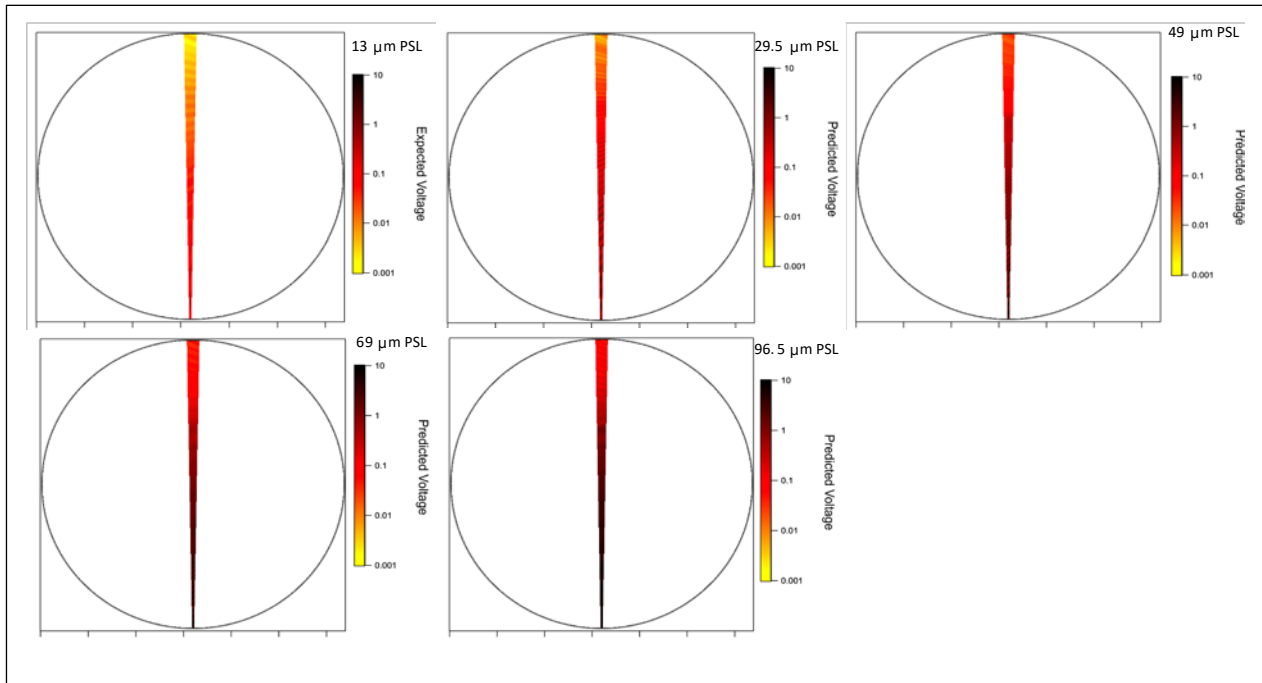 13 µm PSL
10
1
0.1
0.01
0.001
Expected Voltage
29.5 µm PSL
10
1
0.1
0.01
0.001
Predicted Voltage
49 µm PSL
10
1
0.1
0.01
0.001
Predicted Voltage
69 µm PSL
10
1
0.1
0.01
0.001
Predicted Voltage
96.5 µm PSL
10
1
0.1
0.01
0.001
Predicted Voltage